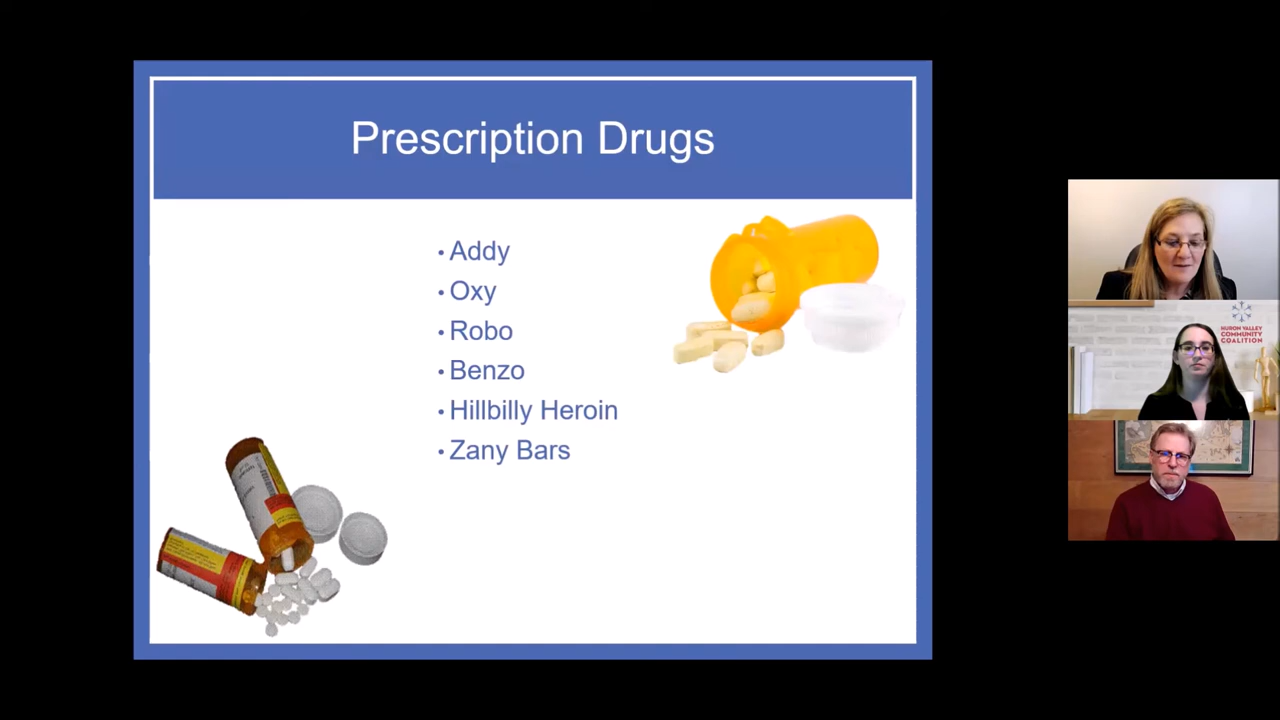 Prescription Drugs
• Addy
• Oxy
• Robo
• Benzo
• Hillbilly Heroin
• Zany Bars
HURON VALLEY
COMMUNITY
COALITION